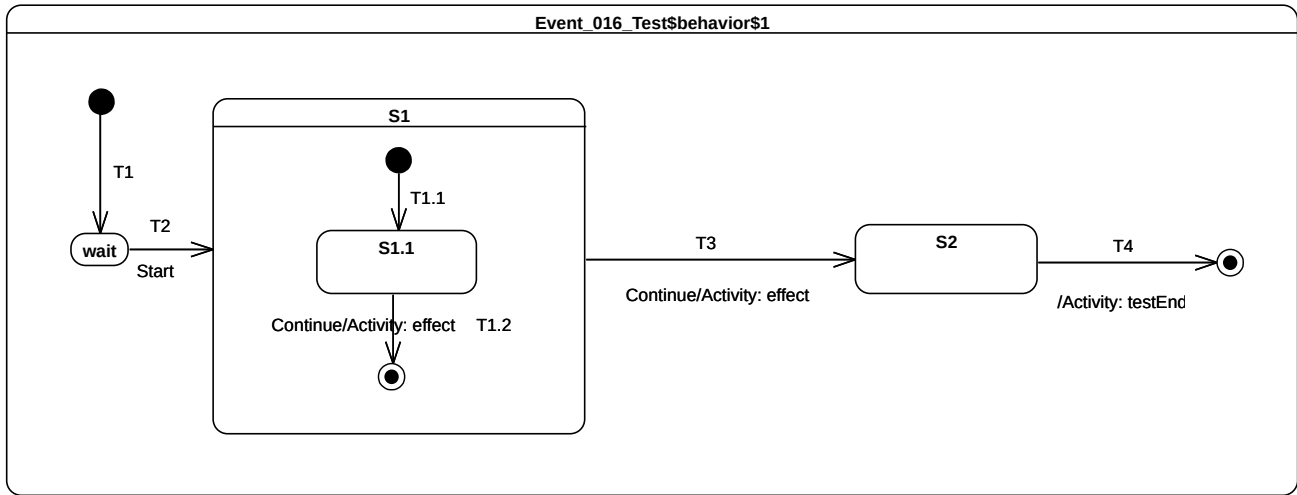 Event_016_Test$behavior$1
S1
T1
T1.1
T2
wait
Start
S1.1
T3
Continue/Activity: effect
S2
T4
/Activity: testEnd
Continue/Activity: effect T1.2